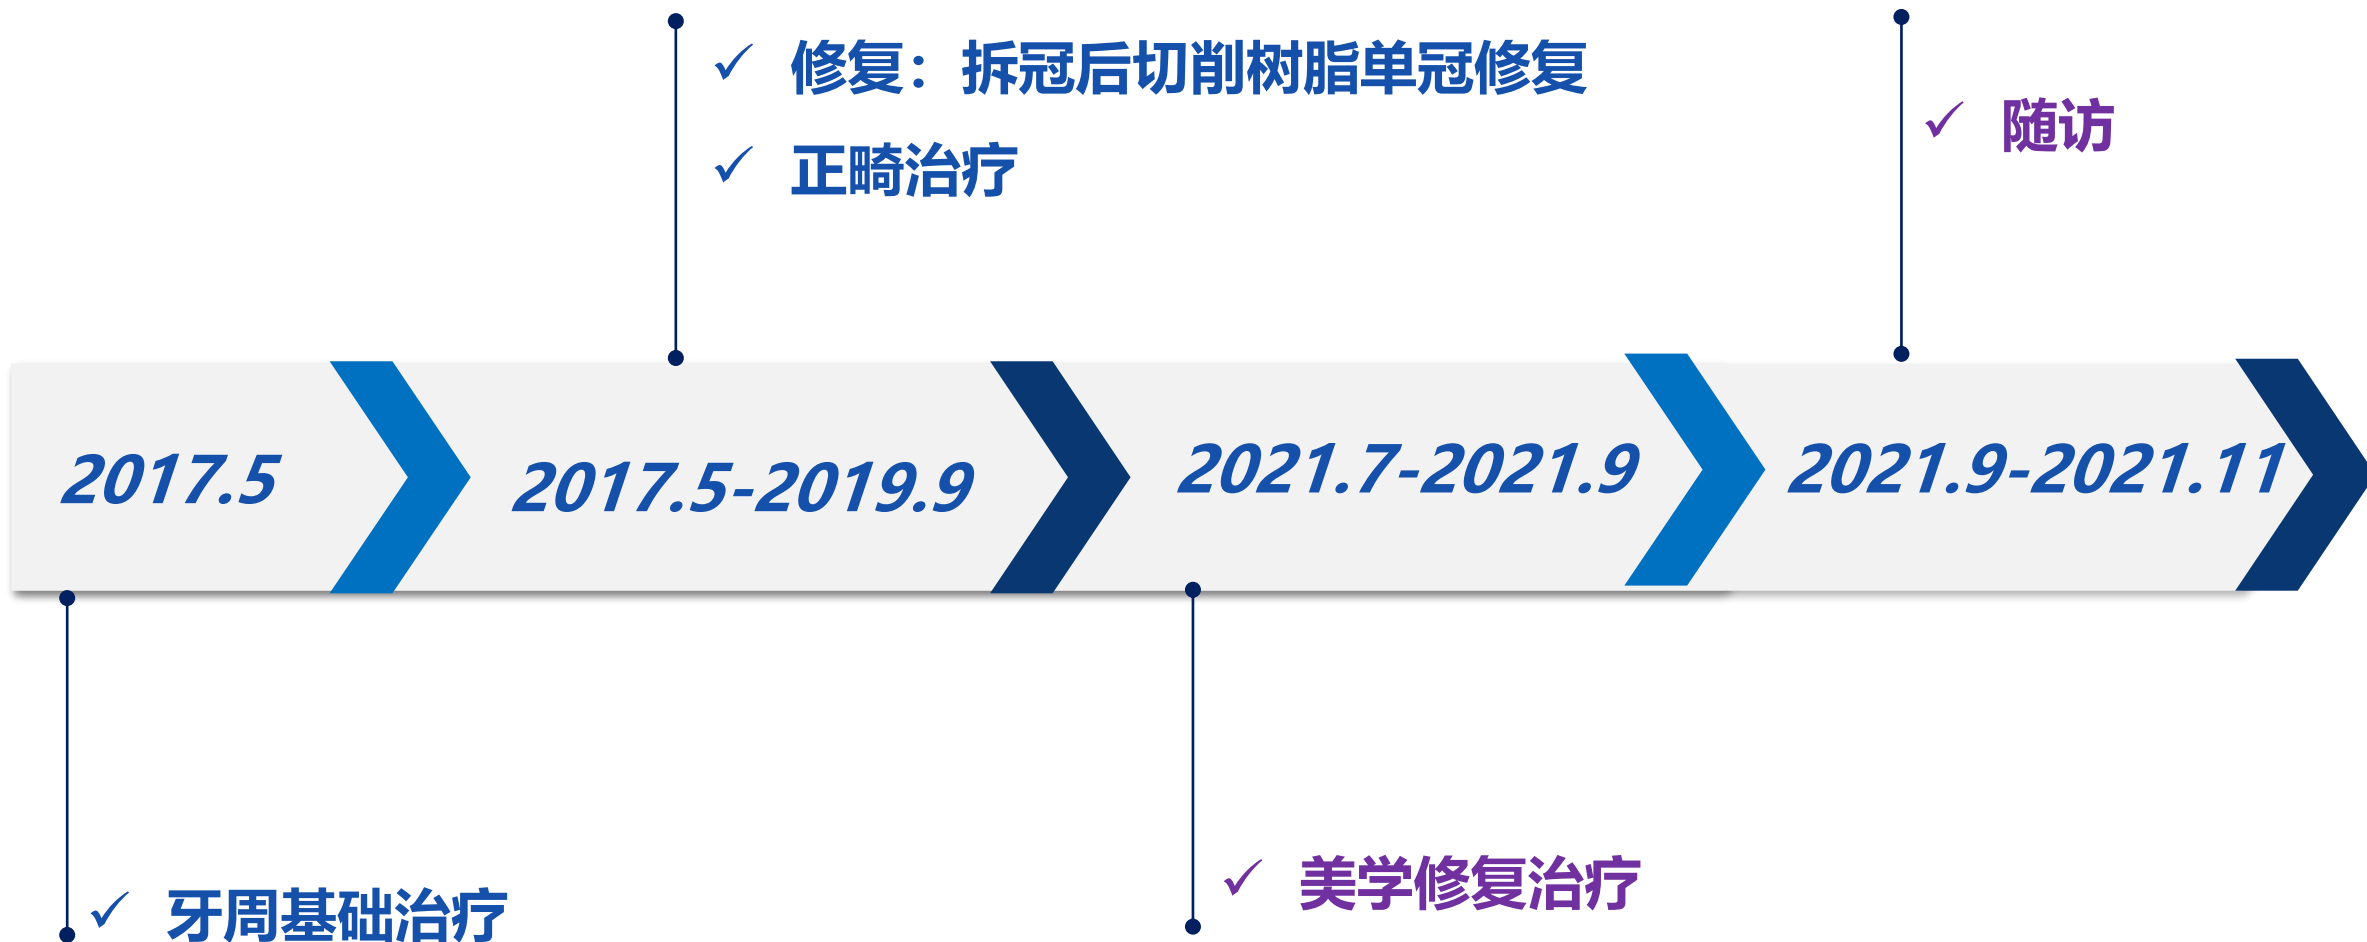 ✓ 修复：拆冠后切削树脂单冠修复
✓ 正畸治疗
✓ 随访
2017.5
2017.5-2019.9
2021.7-2021.9
2021.9-2021.11
✓ 牙周基础治疗
✓ 美学修复治疗